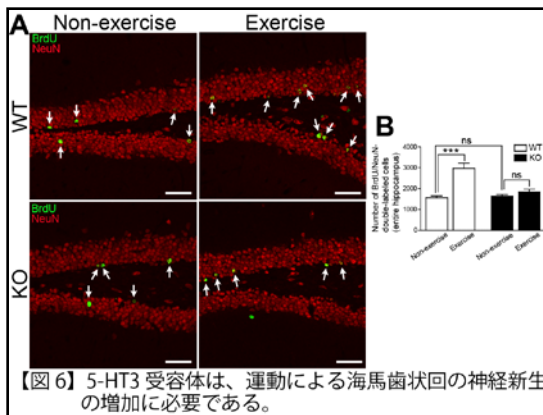 A
Non-exercise
Exercise
BrdU
NeuN
BrdU
WT
BrdU
NeuN
BrdU
NeuN
KO
B
ns
WT
KO
***
ns
Number of BrdU/NeuN-
double-labeled cells
(entire hippocampus)
4000
3000
2000
1000
0
Non-exercise
Exercise
Non-exercise
Exercise
【図 6】5-HT3 受容体は、運動による海馬歯状回の神経新生
の増加に必要である。